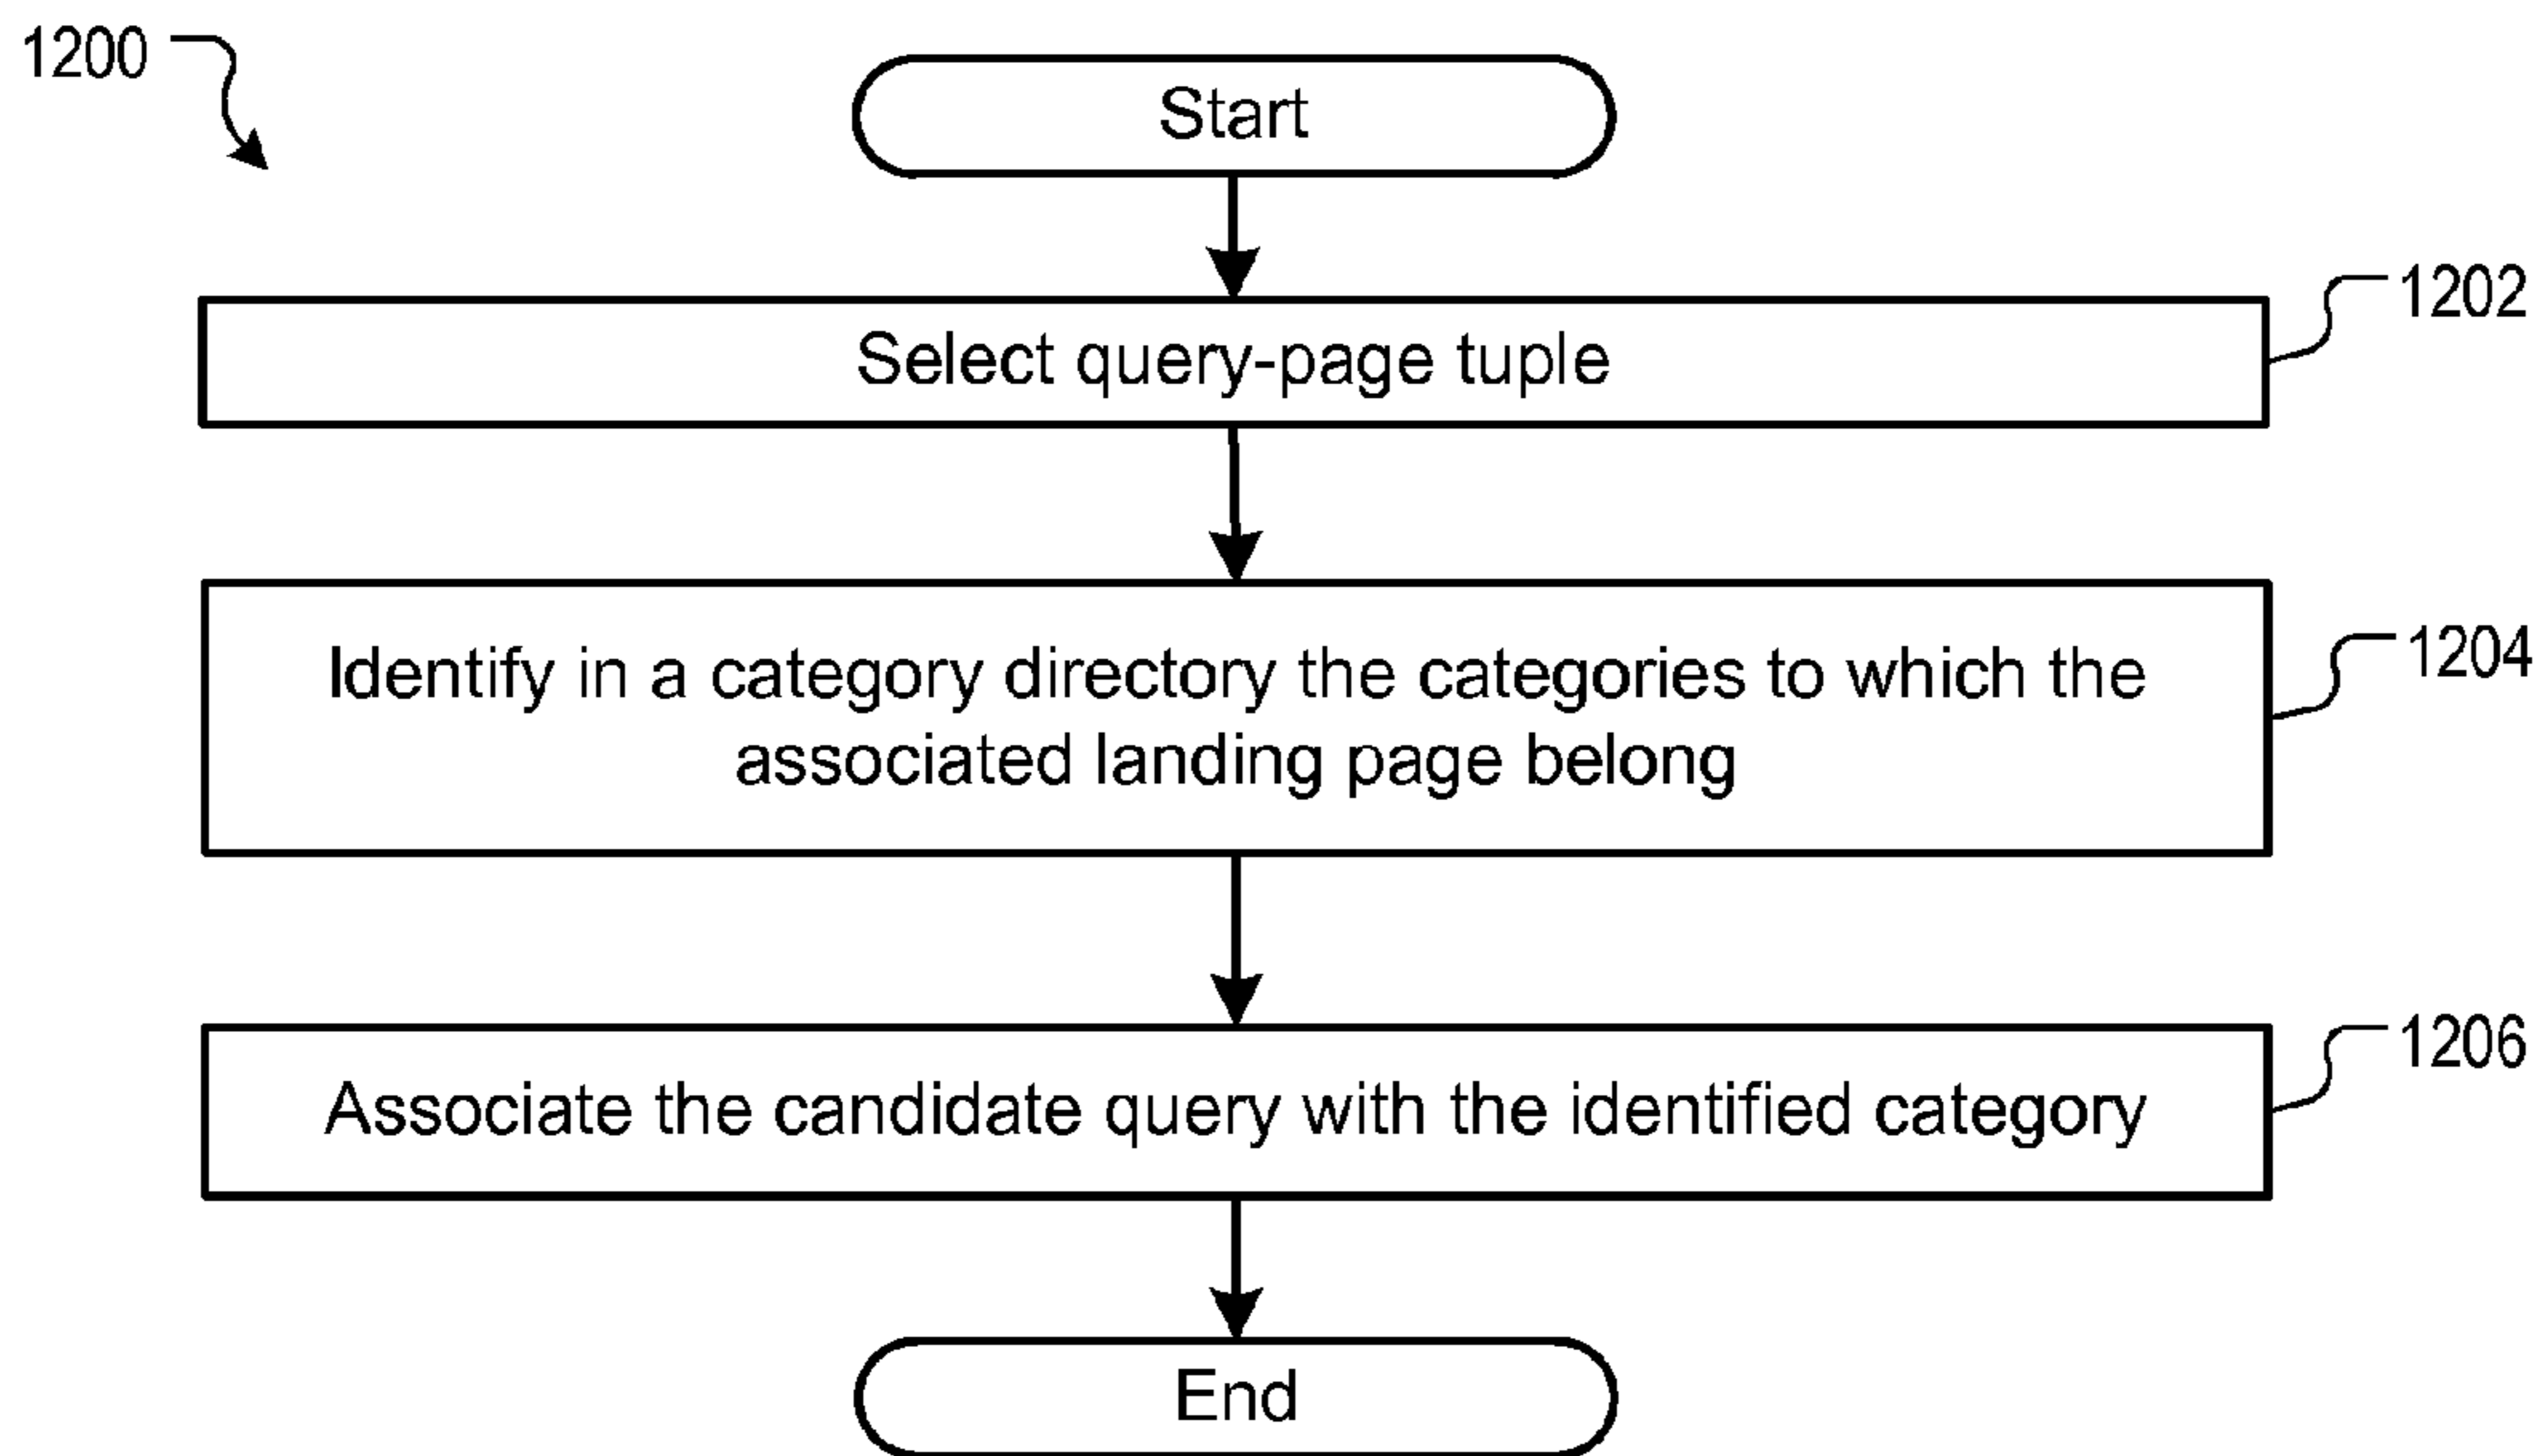 1200
Start
Select query-page tuple
1202
Identify in a category directory the categories to which the
associated landing page belong
1204
Associate the candidate query with the identified category
1206
End